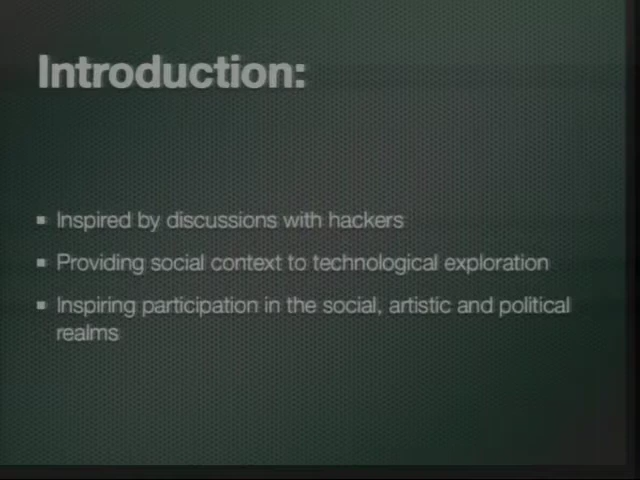 Introduction:
Inspired by discussions with hackers
Providing social context to technological exploration
Inspiring participation in the social, artistic and political
realms